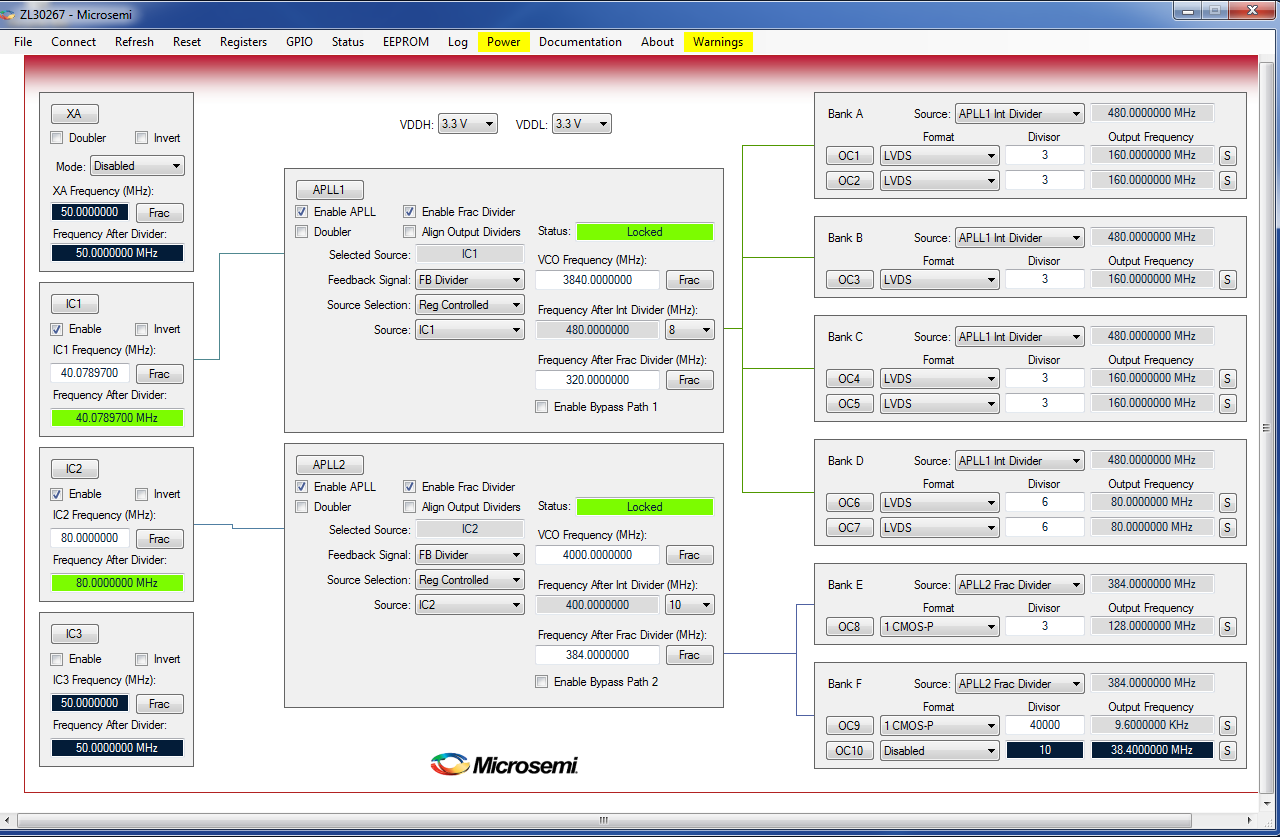 ZL30267 - Microsemi
File Connect Refresh Reset Registers GPIO Status EEPROM Log Power Documentation About Warnings
XA
Doubler Invert
Mode: Disabled
XA Frequency (MHz):
50.0000000 Frac
Frequency After Divider:
50.0000000 MHz
IC1
Enable Invert
IC1 Frequency (MHz):
40.0789700 Frac
Frequency After Divider:
40.0789700 MHz
IC2
Enable Invert
IC2 Frequency (MHz):
80.0000000 Frac
Frequency After Divider:
80.0000000 MHz
IC3
Enable Invert
IC3 Frequency (MHz):
50.0000000 Frac
Frequency After Divider:
50.0000000 MHz
VDDH: 3.3 V VDDL: 3.3 V
APLL1
Enable APLL Enable Frac Divider
Doubler Align Output Dividers Status: Locked
Selected Source: IC1
VCO Frequency (MHz):
Feedback Signal: FB Divider 3840.0000000 Frac
Source Selection: Reg Controlled Frequency After Int Divider (MHz):
Source: IC1 480.0000000 8
Frequency After Frac Divider (MHz):
320.0000000 Frac
Enable Bypass Path 1
APLL2
Enable APLL Enable Frac Divider
Doubler Align Output Dividers Status: Locked
Selected Source: IC2
VCO Frequency (MHz):
Feedback Signal: FB Divider 4000.0000000 Frac
Source Selection: Reg Controlled Frequency After Int Divider (MHz):
Source: IC2 400.0000000 10
Frequency After Frac Divider (MHz):
384.0000000 Frac
Enable Bypass Path 2
Microsemi.
Bank A Source: APLL1 Int Divider 480.0000000 MHz
Format Divisor Output Frequency
OC1 LVDS 3 160.0000000 MHz S
OC2 LVDS 3 160.0000000 MHz S
Bank B Source: APLL1 Int Divider 480.0000000 MHz
Format Divisor Output Frequency
OC3 LVDS 3 160.0000000 MHz S
Bank C Source: APLL1 Int Divider 480.0000000 MHz
Format Divisor Output Frequency
OC4 LVDS 3 160.0000000 MHz S
OC5 LVDS 3 160.0000000 MHz S
Bank D Source: APLL1 Int Divider 480.0000000 MHz
Format Divisor Output Frequency
OC6 LVDS 6 80.0000000 MHz S
OC7 LVDS 6 80.0000000 MHz S
Bank E Source: APLL2 Frac Divider 384.0000000 MHz
Format Divisor Output Frequency
OC8 1 CMOS-P 3 128.0000000 MHz S
Bank F Source: APLL2 Frac Divider 384.0000000 MHz
Format Divisor Output Frequency
OC9 1 CMOS-P 40000 9.6000000 KHz S
OC10 Disabled 10 38.4000000 MHz S